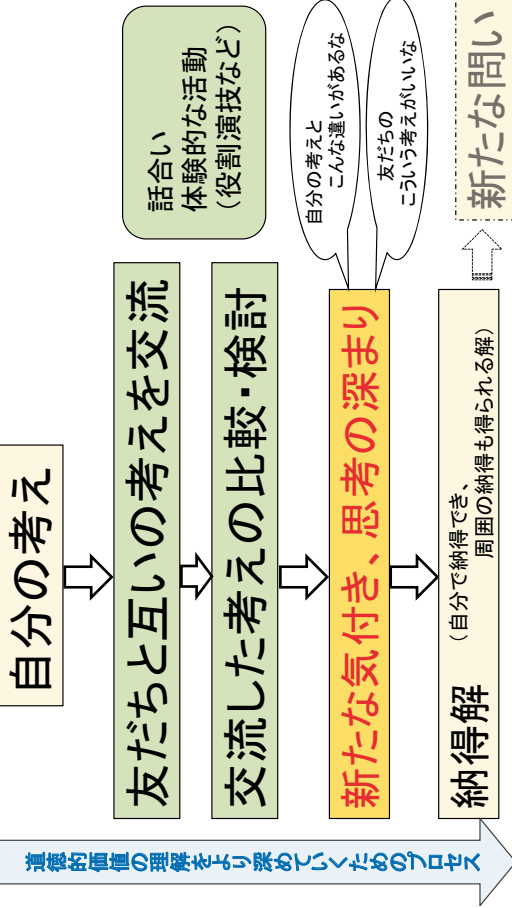 道徳的価値の理解をより深めていくためのプロセス
自分の考え
友だちと互いの考えを交流
話合い
体験的な活動
（役割演技など）
交流した考えの比較・検討
新たな気付き、思考の深まり
自分の考えと
こんな違いがあるな
友だちの
こういう考えがいいな
納得解
（自分で納得でき、
周囲の納得も得られる解）
新たな問い